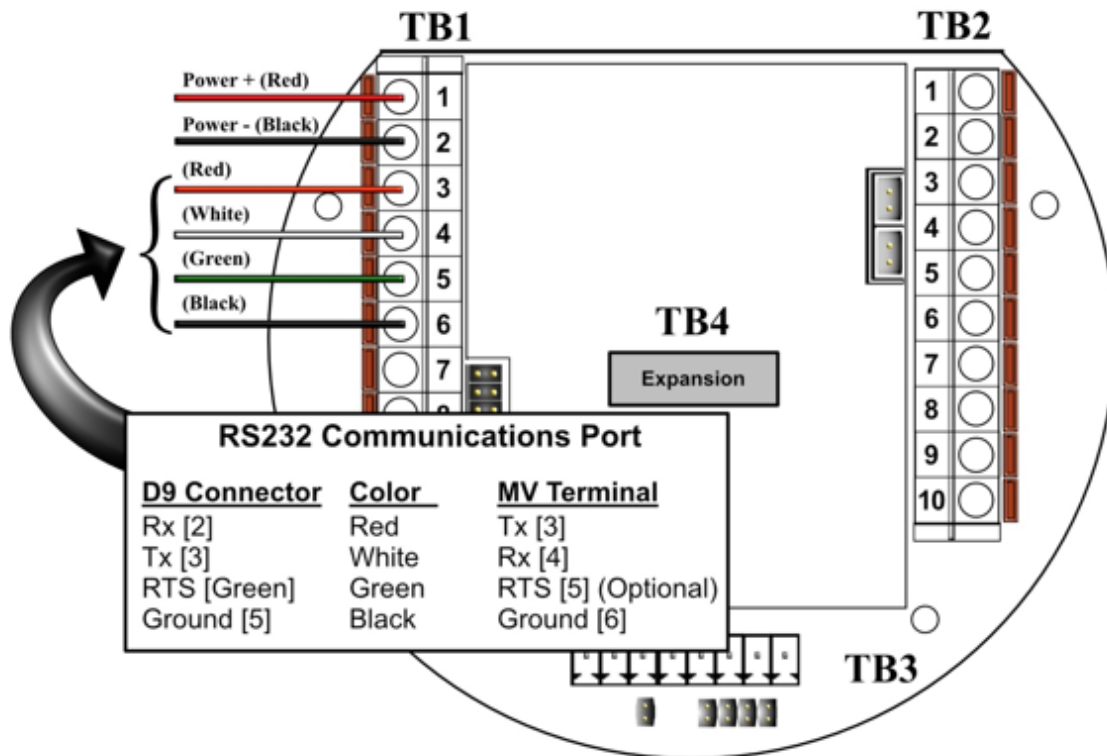 TB1
TB2
Power + (Red)
Power - (Black)
(Red)
(White)
(Green)
(Black)
1
2
3
4
5
6
7
1
2
3
4
5
6
7
8
9
10
TB4
Expansion
RS232 Communications Port
D9 Connector Color MV Terminal
Rx [2] Red Tx [3]
Tx [3] White Rx [4]
RTS [Green] Green RTS [5] (Optional)
Ground [5] Black Ground [6]
TB3